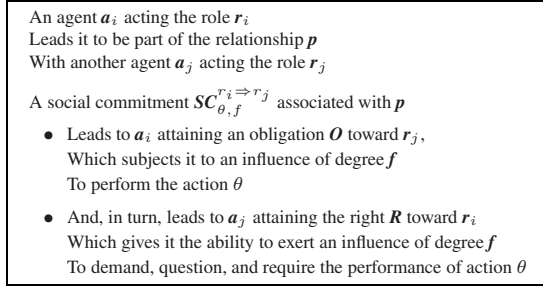 An agent a_i acting the role r_i
Leads it to be part of the relationship p
With another agent a_j acting the role r_j
A social commitment SC_{θ,f}^{r_i⇒r_j} associated with p
• Leads to a_i attaining an obligation O toward r_j,
Which subjects it to an influence of degree f
To perform the action θ
• And, in turn, leads to a_j attaining the right R toward r_i
Which gives it the ability to exert an influence of degree f
To demand, question, and require the performance of action θ